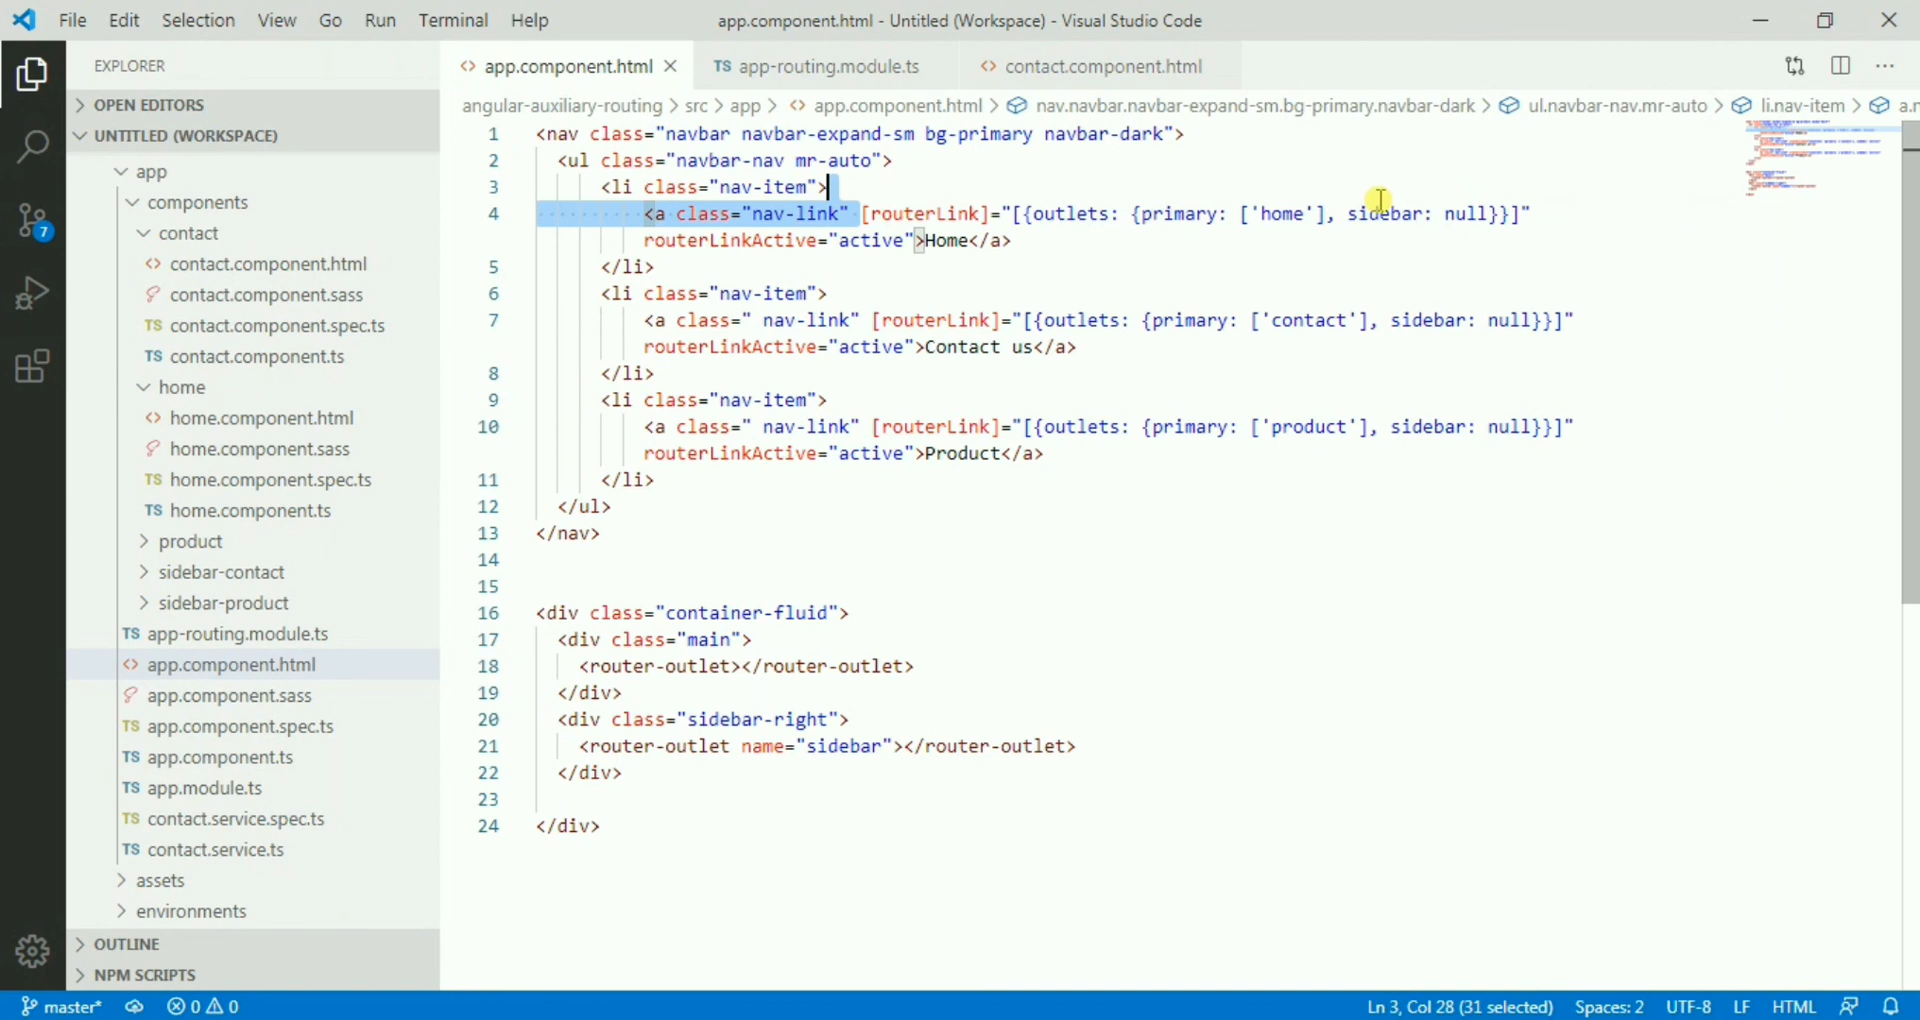 File Edit Selection View Go Run Terminal Help app.component.html - Untitled (Workspace) - Visual Studio Code
EXPLORER
OPEN EDITORS
UNTITLED (WORKSPACE)
app
components
contact
contact.component.html
contact.component.sass
TS contact.component.spec.ts
TS contact.component.ts
home
home.component.html
home.component.sass
TS home.component.spec.ts
TS home.component.ts
product
sidebar-contact
sidebar-product
TS app-routing.module.ts
app.component.html
app.component.sass
TS app.component.spec.ts
TS app.component.ts
TS app.module.ts
TS contact.service.spec.ts
TS contact.service.ts
assets
environments
OUTLINE
NPM SCRIPTS
7
app.component.html TS app-routing.module.ts contact.component.html
angular-auxiliary-routing > src > app > app.component.html > nav.navbar.navbar-expand-sm.bg-primary.navbar-dark > ul.navbar-nav.mr-auto > li.nav-item >
1 <nav class="navbar navbar-expand-sm bg-primary navbar-dark">
2 <ul class="navbar-nav mr-auto">
3 <li class="nav-item">
4 <a class="nav-link" [routerLink]="[{outlets: {primary: ['home'], sidebar: null}}]"
routerLinkActive="active">Home</a>
5 </li>
6 <li class="nav-item">
7 <a class=" nav-link" [routerLink]="[{outlets: {primary: ['contact'], sidebar: null}}]"
routerLinkActive="active">Contact us</a>
8 </li>
9 <li class="nav-item">
10 <a class=" nav-link" [routerLink]="[{outlets: {primary: ['product'], sidebar: null}}]"
routerLinkActive="active">Product</a>
11 </li>
12 </ul>
13 </nav>
14
15
16 <div class="container-fluid">
17 <div class="main">
18 <router-outlet></router-outlet>
19 </div>
20 <div class="sidebar-right">
21 <router-outlet name="sidebar"></router-outlet>
22 </div>
23
24 </div>
master* 0 0 Ln 3, Col 28 (31 selected) Spaces: 2 UTF-8 LF HTML